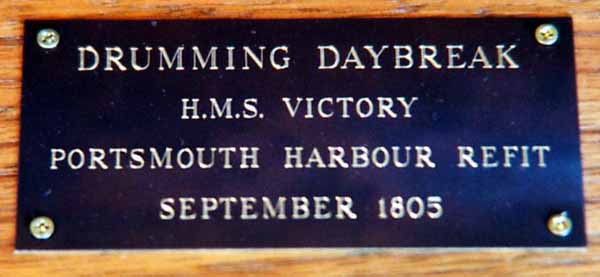 DRUMMING DAYBREAK
H.M.S. VICTORY
PORTSMOUTH HARBOUR REFIT
SEPTEMBER 1805